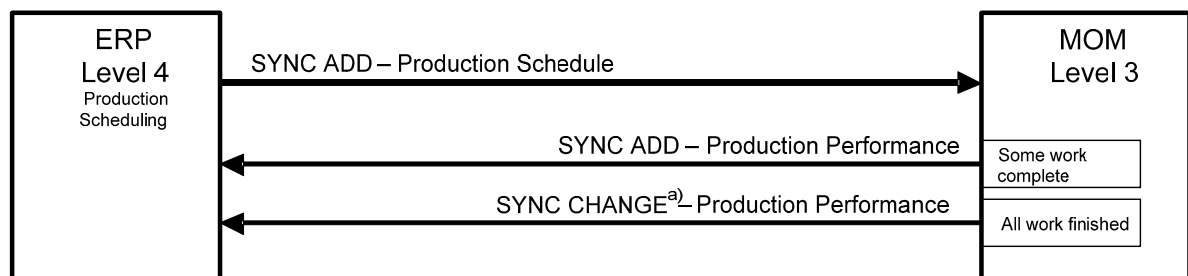 ERP
Level 4
Production
Scheduling
SYNC ADD – Production Schedule
MOM
Level 3
SYNC ADD – Production Performance
Some work
complete
SYNC CHANGEa)– Production Performance
All work finished